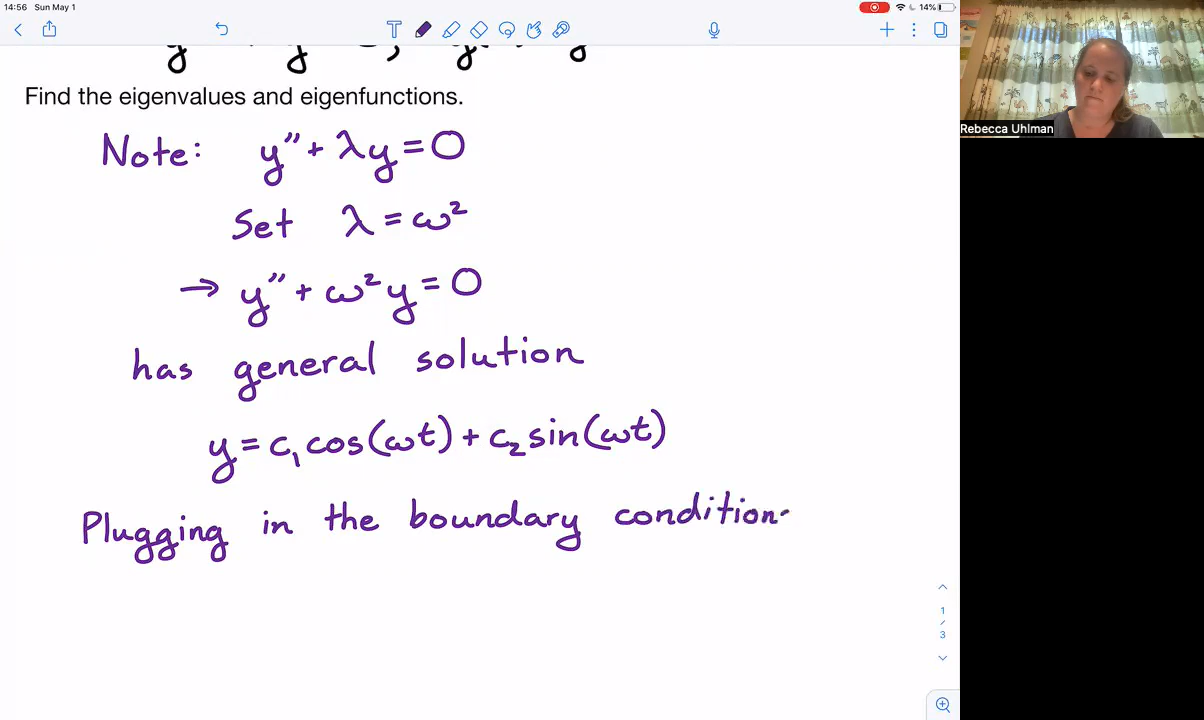 14:56 Sun May 1
14%
Find the eigenvalues and eigenfunctions.
Note: y″ + λy = 0
Set λ = ω²
→ y″ + ω²y = 0
has general solution
y = c₁cos(ωt) + c₂sin(ωt)
Plugging in the boundary condition
1
/
3
Rebecca Uhlman